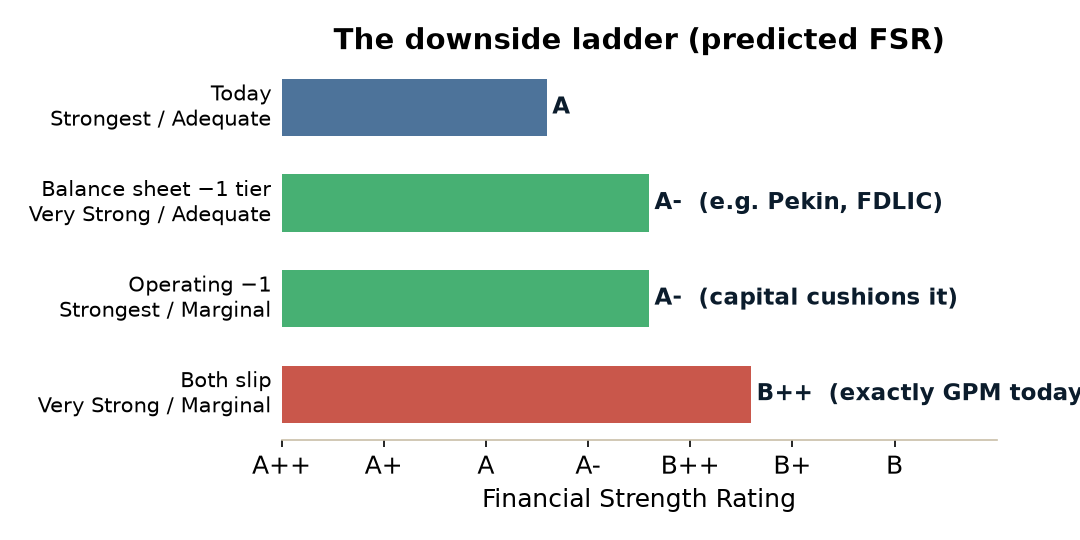 The downside ladder (predicted FSR)
Today
Strongest / Adequate
A
Balance sheet −1 tier
Very Strong / Adequate
A-  (e.g. Pekin, FDLIC)
Operating −1
Strongest / Marginal
A-  (capital cushions it)
Both slip
Very Strong / Marginal
B++  (exactly GPM today
A++ A+ A A- B++ B+ B
Financial Strength Rating